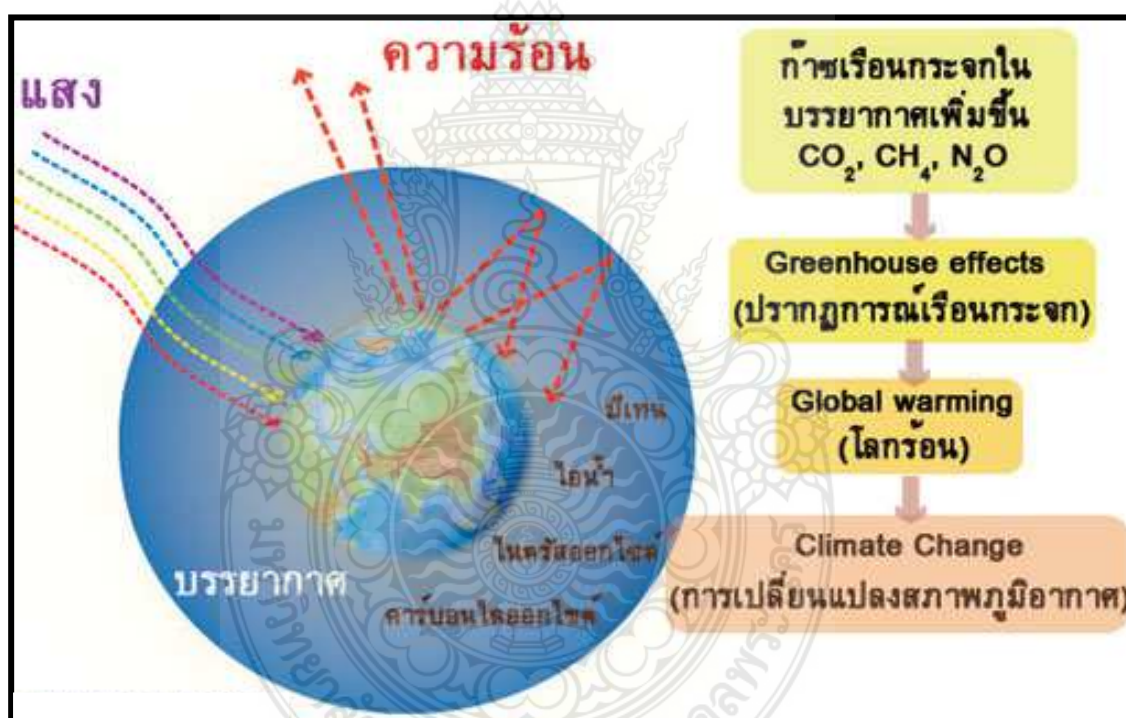 แสง
ความร้อน
บรรยากาศ
มีเทน
ไอน้ำ
ไนตรัสออกไซด์
คาร์บอนไดออกไซด์
ก๊าซเรือนกระจกใน
บรรยากาศเพิ่มขึ้น
CO₂, CH₄, N₂O
Greenhouse effects
(ปรากฏการณ์เรือนกระจก)
Global warming
(โลกร้อน)
Climate Change
(การเปลี่ยนแปลงสภาพภูมิอากาศ)